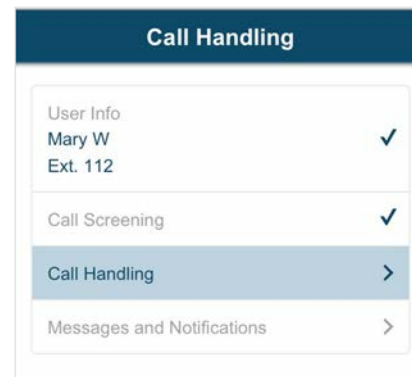 Call Handling
User Info
Mary W
Ext. 112
Call Screening
Call Handling
Messages and Notifications